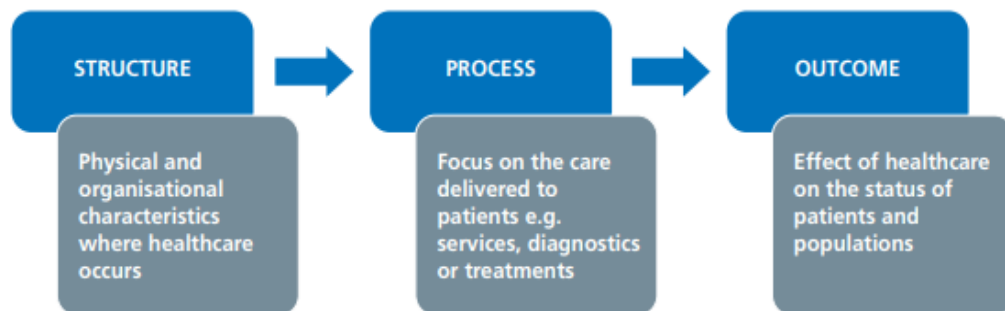 STRUCTURE
Physical and
organisational
characteristics
where healthcare
occurs
PROCESS
Focus on the care
delivered to
patients e.g.
services, diagnostics
or treatments
OUTCOME
Effect of healthcare
on the status of
patients and
populations